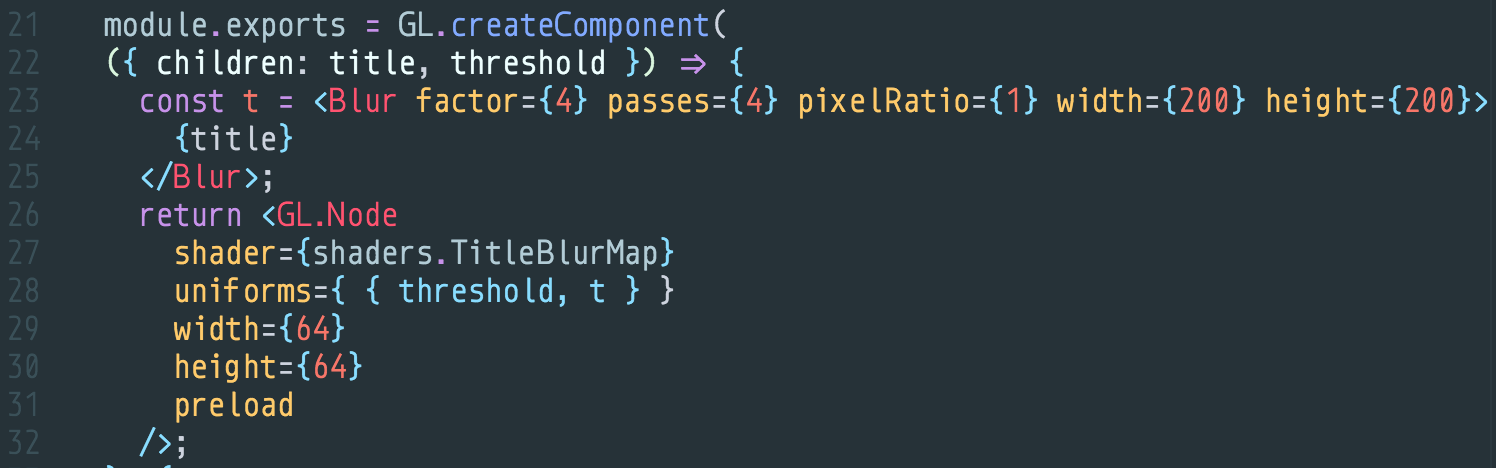 21 module.exports = GL.createComponent(
22 ({ children: title, threshold }) => {
23 const t = <Blur factor={4} passes={4} pixelRatio={1} width={200} height={200}>
24 {title}
25 </Blur>;
26 return <GL.Node
27 shader={shaders.TitleBlurMap}
28 uniforms={ { threshold, t } }
29 width={64}
30 height={64}
31 preload
32 />;